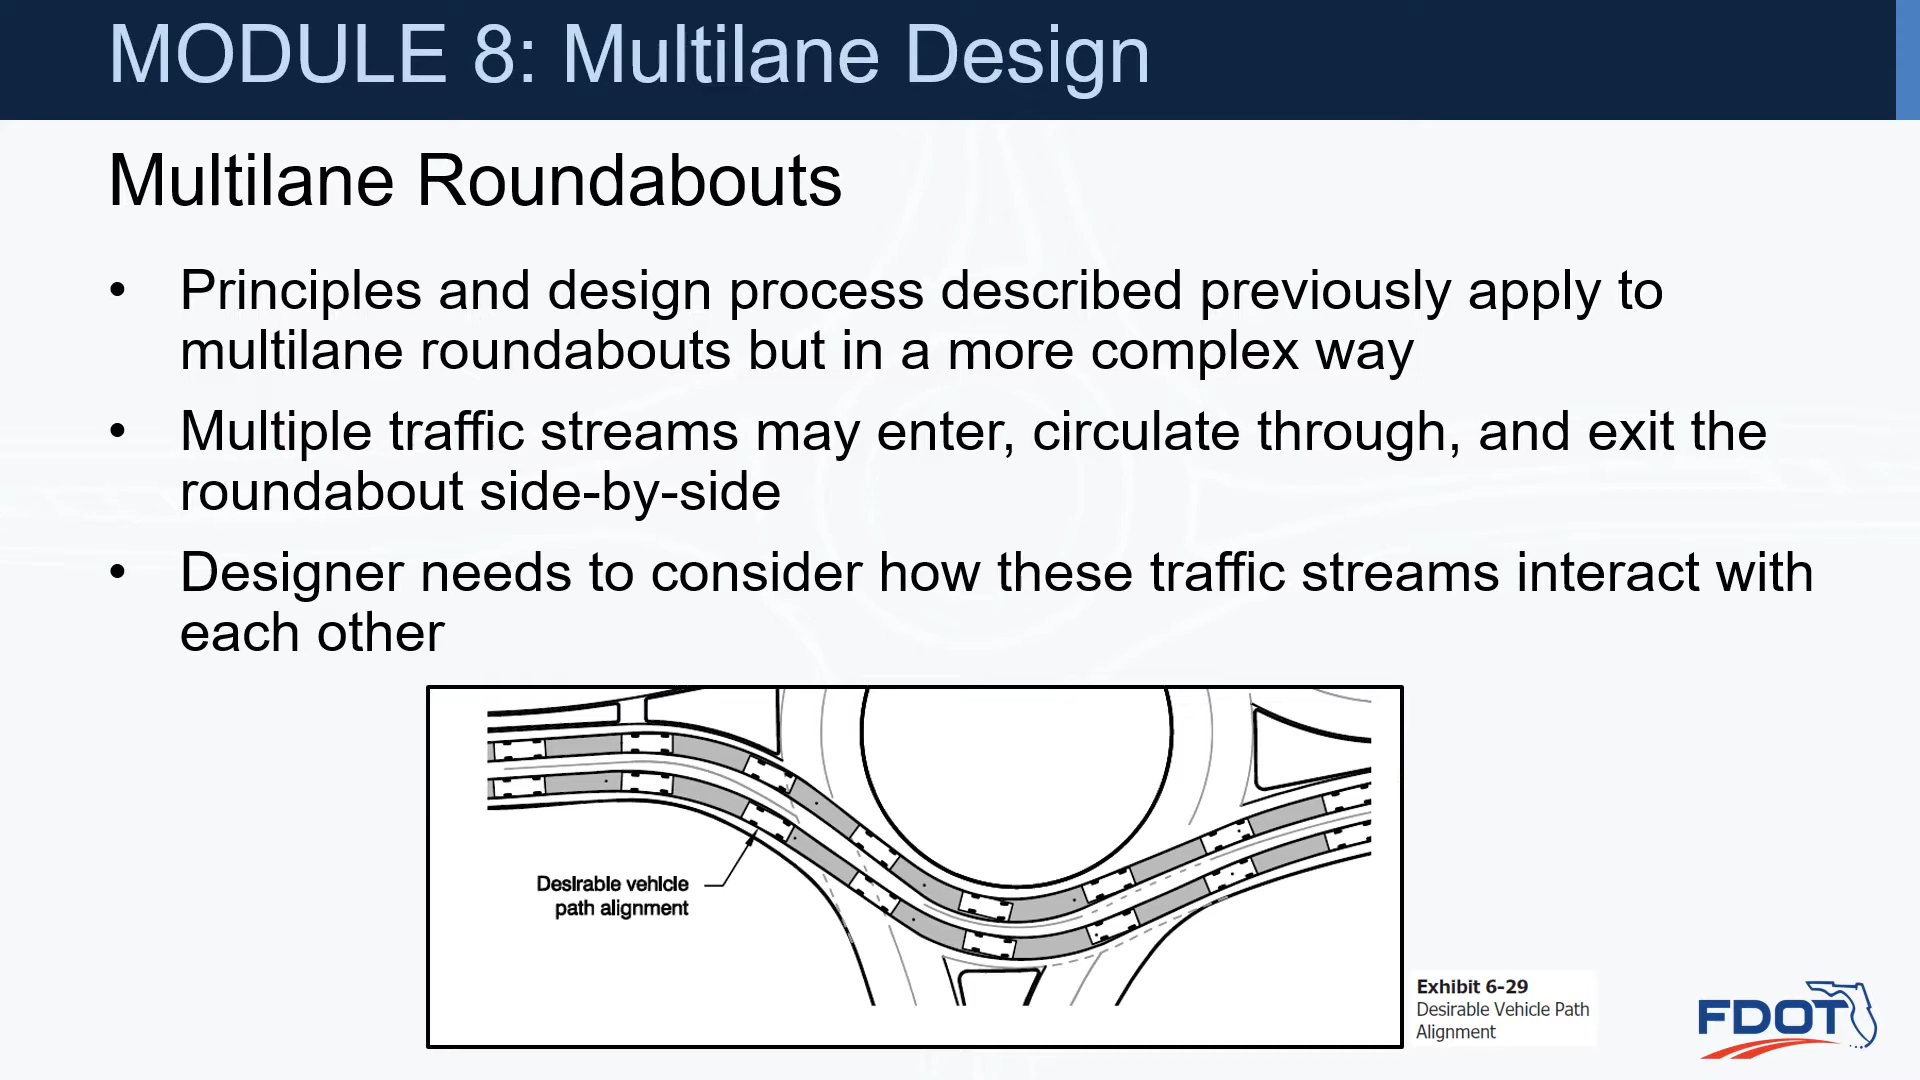 MODULE 8: Multilane Design
Multilane Roundabouts
• Principles and design process described previously apply to
multilane roundabouts but in a more complex way
• Multiple traffic streams may enter, circulate through, and exit the
roundabout side-by-side
• Designer needs to consider how these traffic streams interact with
each other
Desirable vehicle
path alignment
Exhibit 6-29
Desirable Vehicle Path
Alignment
FDOT